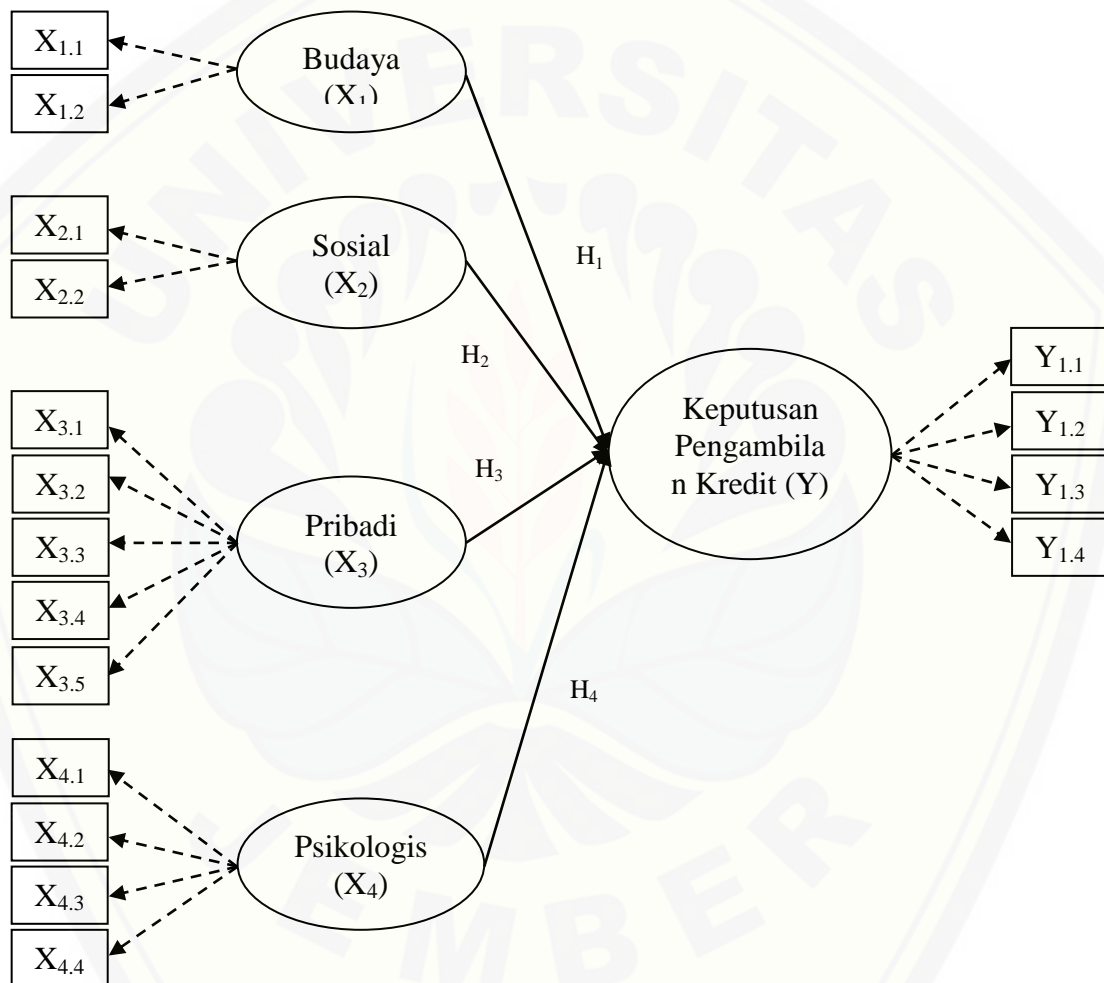 X1.1
X1.2
Budaya
(X1)
X2.1
X2.2
Sosial
(X2)
H1
H2
X3.1
X3.2
X3.3
X3.4
X3.5
Pribadi
(X3)
H3
Keputusan
Pengambila
n Kredit (Y)
Y1.1
Y1.2
Y1.3
Y1.4
H4
X4.1
X4.2
X4.3
X4.4
Psikologis
(X4)
UNIVERSITAS
EMBER